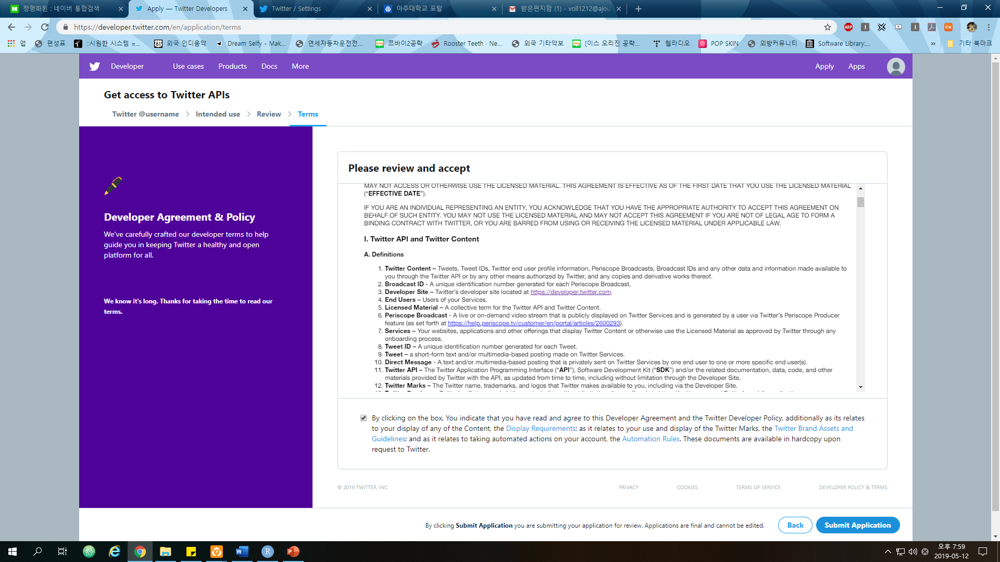 정형화된 : 네이버 통합검색
Apply — Twitter Developers
Twitter / Settings
아주대학교 포탈
받은편지함 (1) - voll1212@ajou
https://developer.twitter.com/en/application/terms
앱
편성표
::시원한 시스템 =...
외국 인디음악
Dream Selfy - Mak...
연세자동차운전전...
쯔바이2공략
Rooster Teeth · Ne...
외국 기타악보
[이스 오리진 공략...
웹라디오
POP SKIN
외방커뮤니티
Software Library:...
»
기타 북마크
Developer
Use cases
Products
Docs
More
Apply
Apps
Get access to Twitter APIs
Twitter @username > Intended use > Review > Terms
Developer Agreement & Policy
We've carefully crafted our developer terms to help
guide you in keeping Twitter a healthy and open
platform for all.
We know it's long. Thanks for taking the time to read our
terms.
Please review and accept
MAY NOT ACCESS OR OTHERWISE USE THE LICENSED MATERIAL. THIS AGREEMENT IS EFFECTIVE AS OF THE FIRST DATE THAT YOU USE THE LICENSED MATERIAL
(“EFFECTIVE DATE”).
IF YOU ARE AN INDIVIDUAL REPRESENTING AN ENTITY, YOU ACKNOWLEDGE THAT YOU HAVE THE APPROPRIATE AUTHORITY TO ACCEPT THIS AGREEMENT ON
BEHALF OF SUCH ENTITY. YOU MAY NOT USE THE LICENSED MATERIAL AND MAY NOT ACCEPT THIS AGREEMENT IF YOU ARE NOT OF LEGAL AGE TO FORM A
BINDING CONTRACT WITH TWITTER, OR YOU ARE BARRED FROM USING OR RECEIVING THE LICENSED MATERIAL UNDER APPLICABLE LAW.
I. Twitter API and Twitter Content
A. Definitions
1. Twitter Content – Tweets, Tweet IDs, Twitter end user profile information, Periscope Broadcasts, Broadcast IDs and any other data and information made available to
you through the Twitter API or by any other means authorized by Twitter, and any copies and derivative works thereof.
2. Broadcast ID - A unique identification number generated for each Periscope Broadcast.
3. Developer Site – Twitter’s developer site located at https://developer.twitter.com.
4. End Users – Users of your Services.
5. Licensed Material – A collective term for the Twitter API and Twitter Content.
6. Periscope Broadcast - A live or on-demand video stream that is publicly displayed on Twitter Services and is generated by a user via Twitter’s Periscope Producer
feature (as set forth at https://help.periscope.tv/customer/en/portal/articles/2600293).
7. Services – Your websites, applications and other offerings that display Twitter Content or otherwise use the Licensed Material as approved by Twitter through any
onboarding process.
8. Tweet ID – A unique identification number generated for each Tweet.
9. Tweet – a short-form text and/or multimedia-based posting made on Twitter Services.
10. Direct Message - A text and/or multimedia-based posting that is privately sent on Twitter Services by one end user to one or more specific end user(s).
11. Twitter API – The Twitter Application Programming Interface (“API”), Software Development Kit (“SDK”) and/or the related documentation, data, code, and other
materials provided by Twitter with the API, as updated from time to time, including without limitation through the Developer Site.
12. Twitter Marks – The Twitter name, trademarks, and logos that Twitter makes available to you, including via the Developer Site.
By clicking on the box, You indicate that you have read and agree to this Developer Agreement and the Twitter Developer Policy, additionally as its relates
to your display of any of the Content, the Display Requirements; as it relates to your use and display of the Twitter Marks, the Twitter Brand Assets and
Guidelines; and as it relates to taking automated actions on your account, the Automation Rules. These documents are available in hardcopy upon
request to Twitter.
© 2019 TWITTER, INC
PRIVACY
COOKIES
TERMS OF SERVICE
DEVELOPER POLICY & TERMS
By clicking Submit Application you are submitting your application for review. Applications are final and cannot be edited.
Back
Submit Application
오후 7:59
2019-05-12